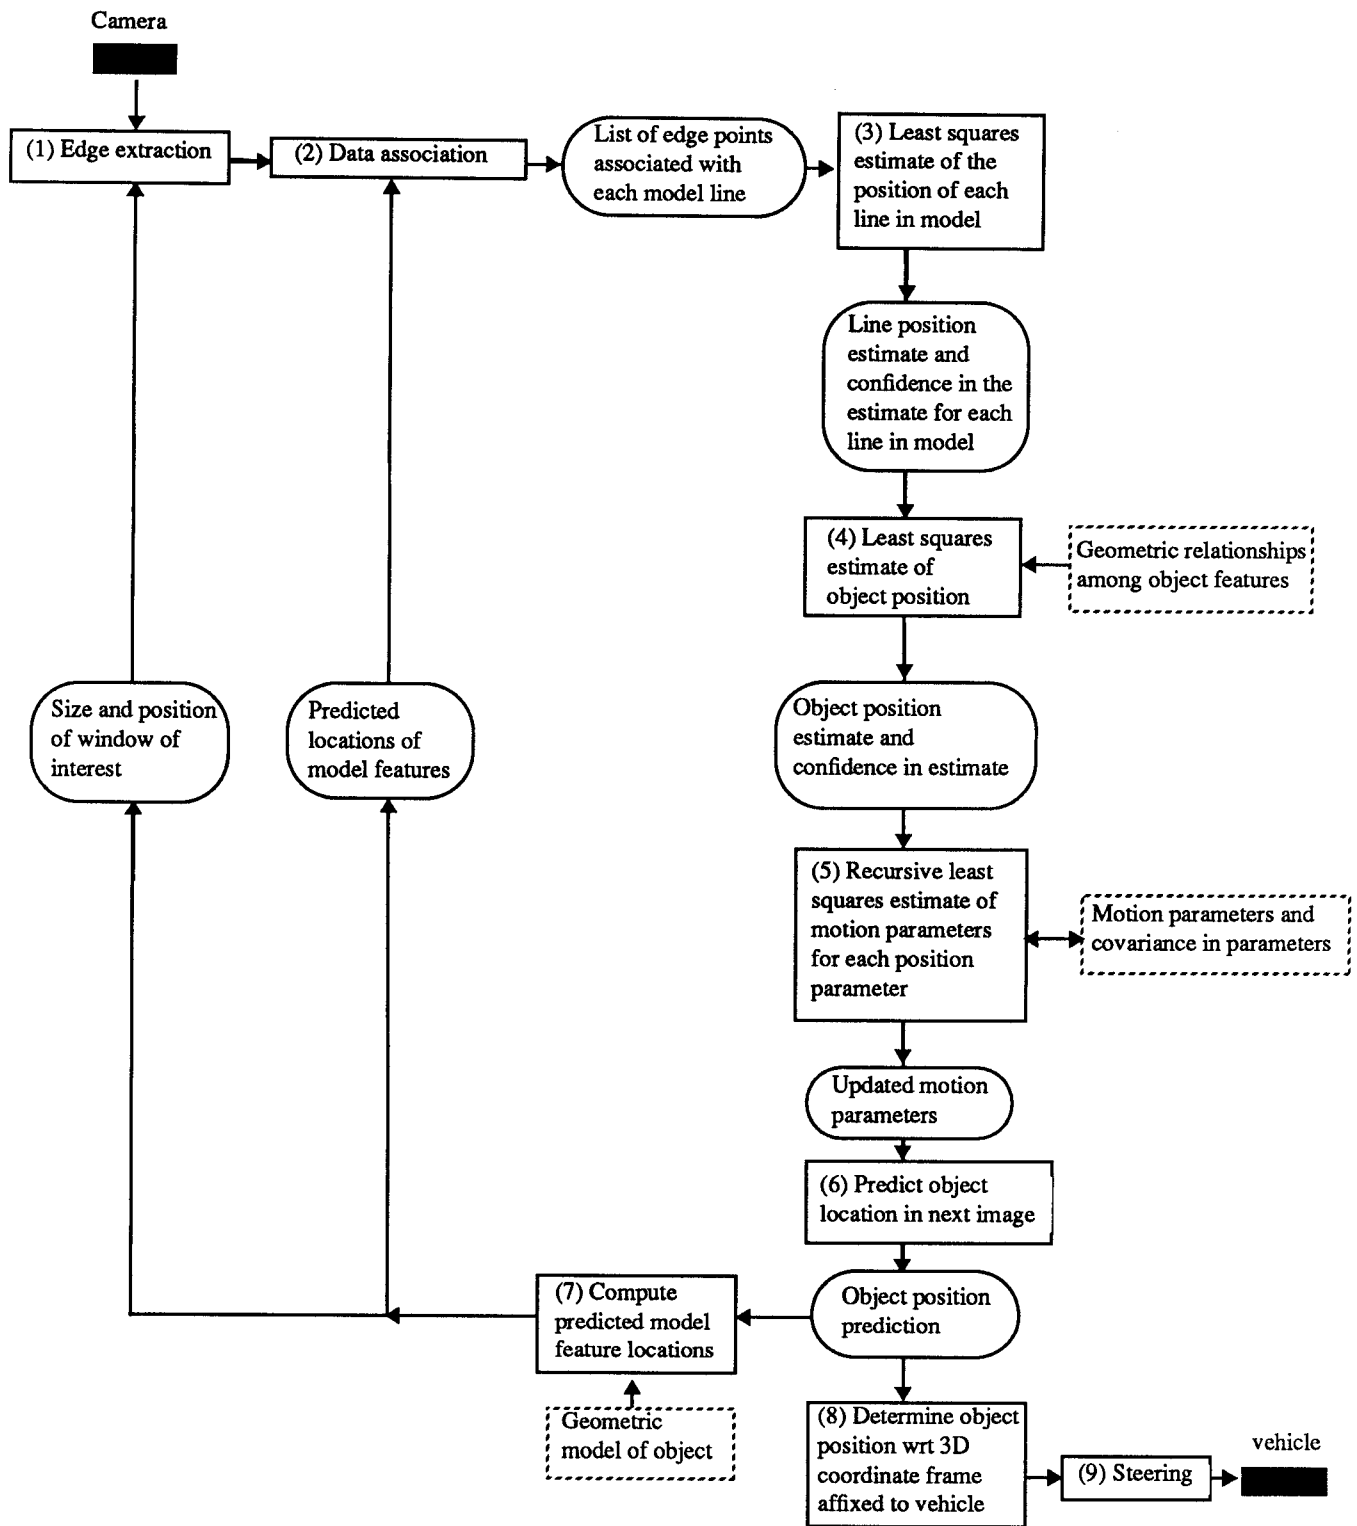 Camera
(1) Edge extraction
(2) Data association
List of edge points
associated with
each model line
(3) Least squares
estimate of the
position of each
line in model
Line position
estimate and
confidence in the
estimate for each
line in model
(4) Least squares
estimate of
object position
Geometric relationships
among object features
Size and position
of window of
interest
Predicted
locations of
model features
Object position
estimate and
confidence in estimate
(5) Recursive least
squares estimate of
motion parameters
for each position
parameter
Motion parameters and
covariance in parameters
Updated motion
parameters
(6) Predict object
location in next image
(7) Compute
predicted model
feature locations
Object position
prediction
Geometric
model of object
(8) Determine object
position wrt 3D
coordinate frame
affixed to vehicle
(9) Steering
vehicle